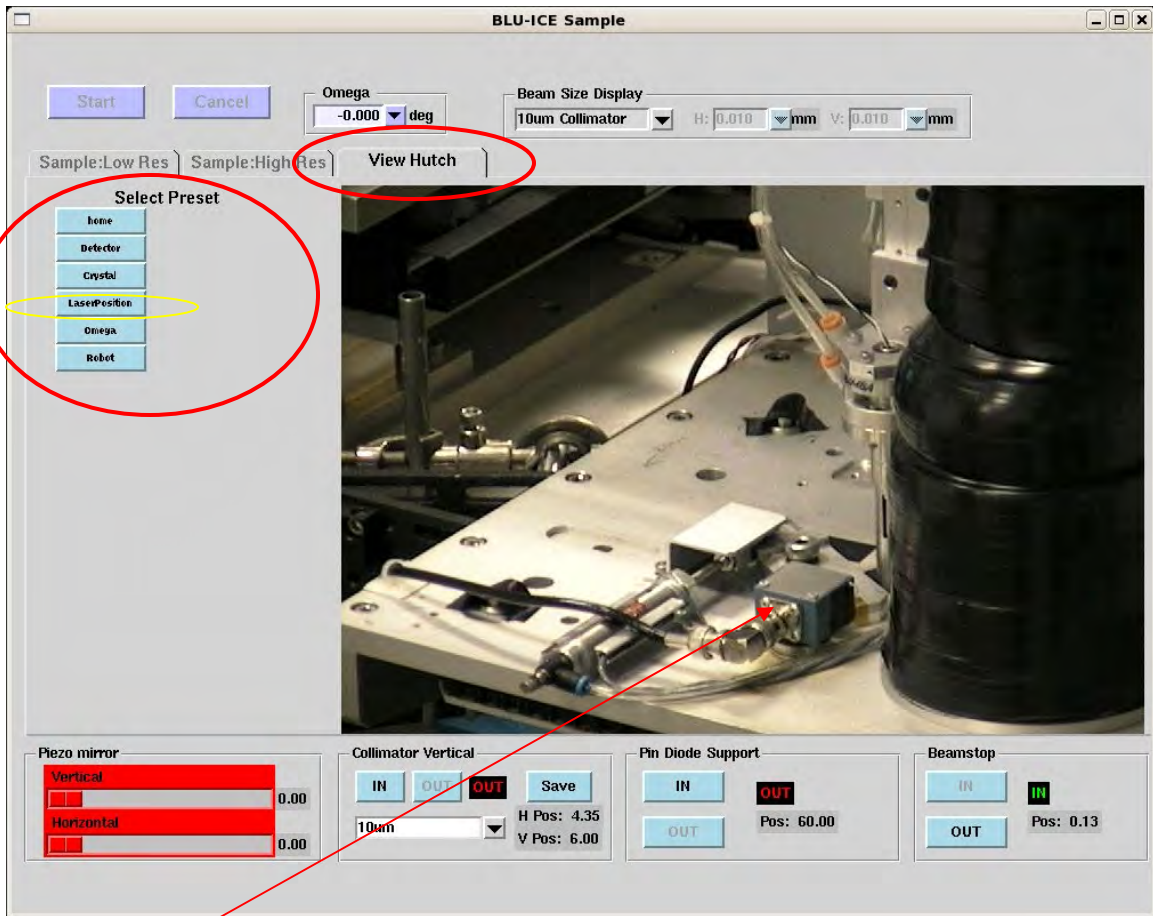 BLU-ICE Sample
Start
Cancel
Omega
-0.000 deg
Beam Size Display
10um Collimator
H: 0.010 mm
V: 0.010 mm
Sample:Low Res
Sample:High Res
View Hutch
Select Preset
home
Detector
Crystal
LaserPosition
Omega
Robot
Piezo mirror
Vertical
0.00
Horizontal
0.00
Collimator Vertical
IN OUT OUT Save
10um
H Pos: 4.35
V Pos: 6.00
Pin Diode Support
IN
OUT
OUT
Pos: 60.00
Beamstop
IN
IN
OUT
Pos: 0.13